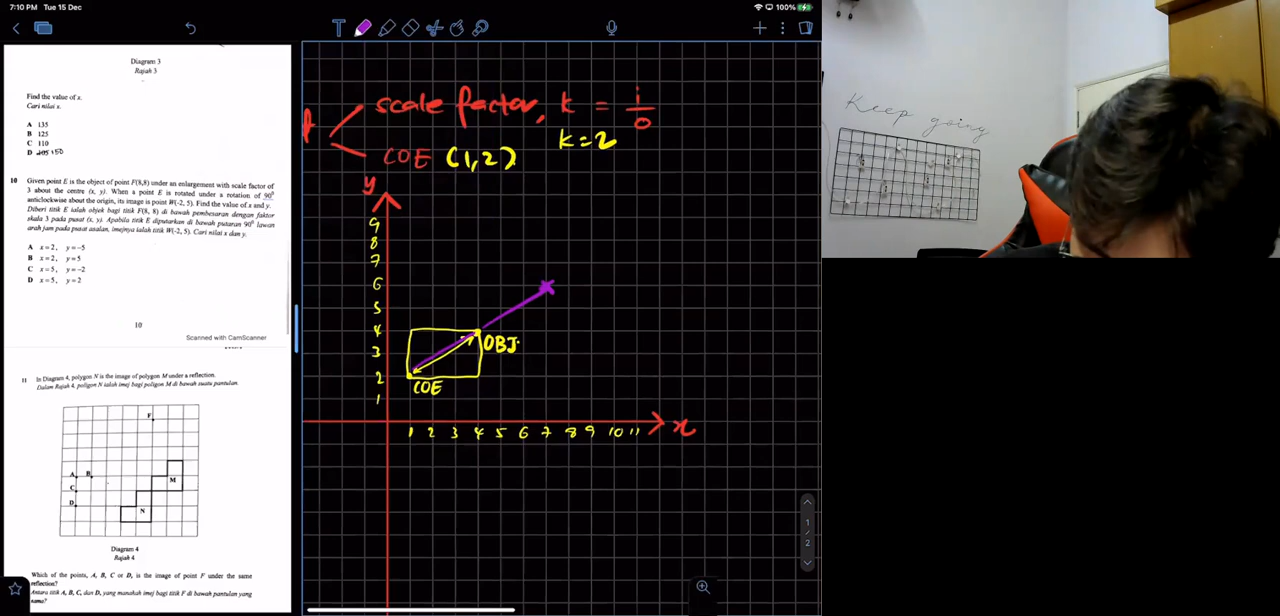 7:10 PM Tue 15 Dec
100%
Diagram 3
Rajah 3
Find the value of x.
Cari nilai x.
A 135
B 125
C 110
D 150
10 Given point E is the object of point F(8,8) under an enlargement with scale factor of
3 about the centre (x, y). When a point E is rotated under a rotation of 90⁰
anticlockwise about the origin, its image is point W(-2, 5). Find the value of x and y.
Diberi titik E ialah objek bagi titik F(8, 8) di bawah pembesaran dengan faktor
skala 3 pada pusat (x, y). Apabila titik E diputarkan di bawah putaran 90⁰ lawan
arah jam pada pusat asalan, imejnya ialah titik W(-2, 5). Cari nilai x dan y.
A x=2, y=-5
B x=2, y=5
C x=5, y=-2
D x=5, y=2
10
Scanned with CamScanner
11 In Diagram 4, polygon N is the image of polygon M under a reflection.
Dalam Rajah 4, poligon N ialah imej bagi poligon M di bawah suatu pantulan.
F
A B
M
C
D
N
Diagram 4
Rajah 4
Which of the points, A, B, C or D, is the image of point F under the same
reflection?
Antara titik A, B, C, dan D, yang manakah imej bagi titik F di bawah pantulan yang
sama?
scale factor, k = i/o
k=2
COE (1,2)
y
9
8
7
6
5
4
OBJ
3
2
COE
1
1 2 3 4 5 6 7 8 9 10 11
x
1
2
Keep going